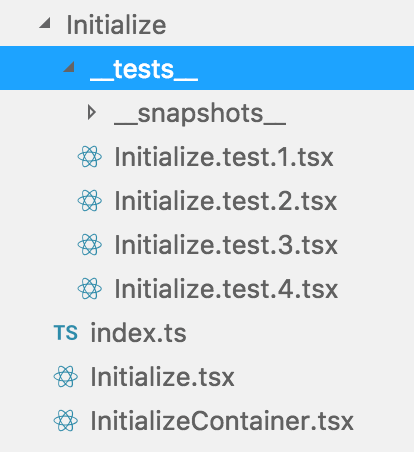 Initialize
__tests__
__snapshots__
Initialize.test.1.tsx
Initialize.test.2.tsx
Initialize.test.3.tsx
Initialize.test.4.tsx
TS index.ts
Initialize.tsx
InitializeContainer.tsx